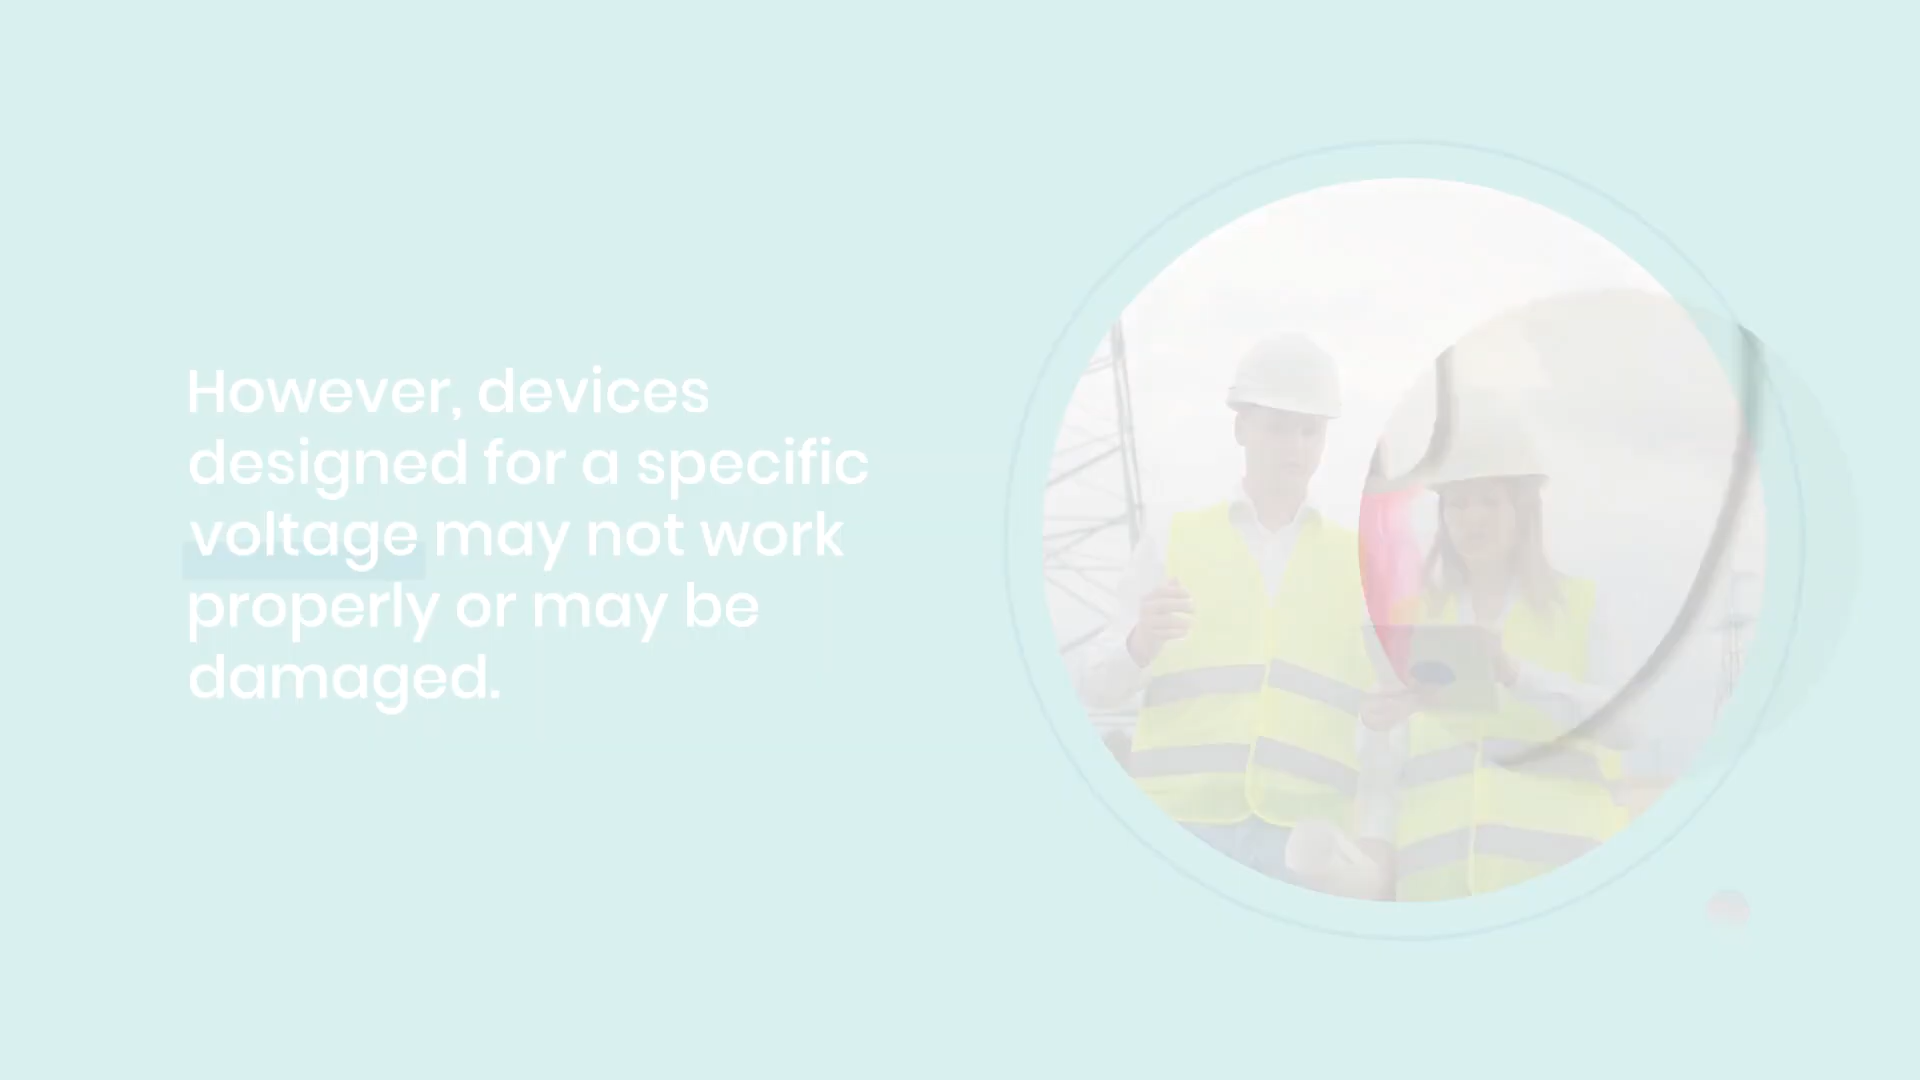 However, devices
designed for a specific
voltage may not work
properly or may be
damaged.